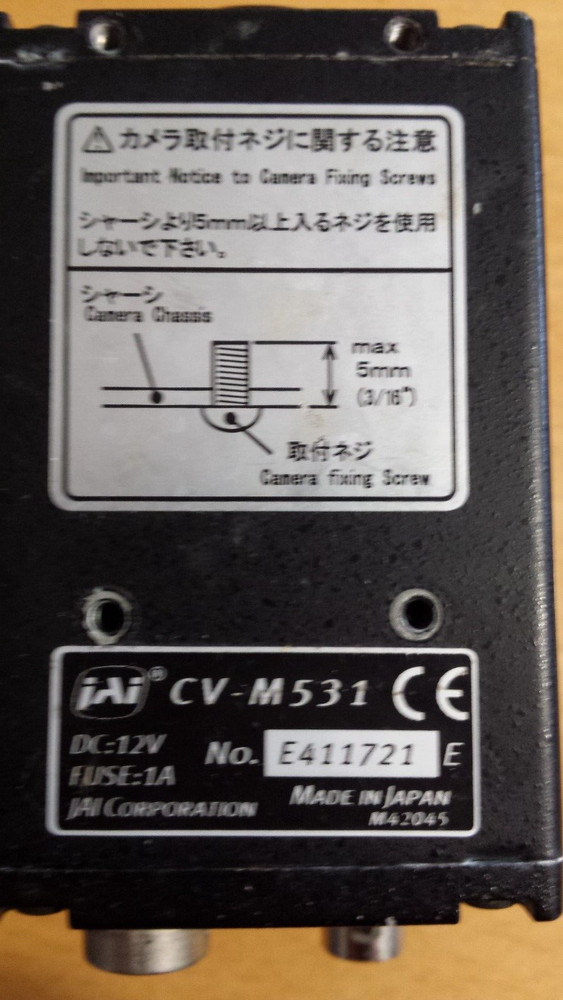 ⚠カメラ取付ネジに関する注意
Important Notice to Camera Fixing Screws
シャーシより5mm以上入るネジを使用
しないで下さい。
シャーシ
Camera Chassis
max
5mm
(3/16")
取付ネジ
Camera fixing Screw
JAi® CV-M531 CE
DC:12V
FUSE:1A
No. E411721 E
JAI CORPORATION
MADE IN JAPAN
M42045